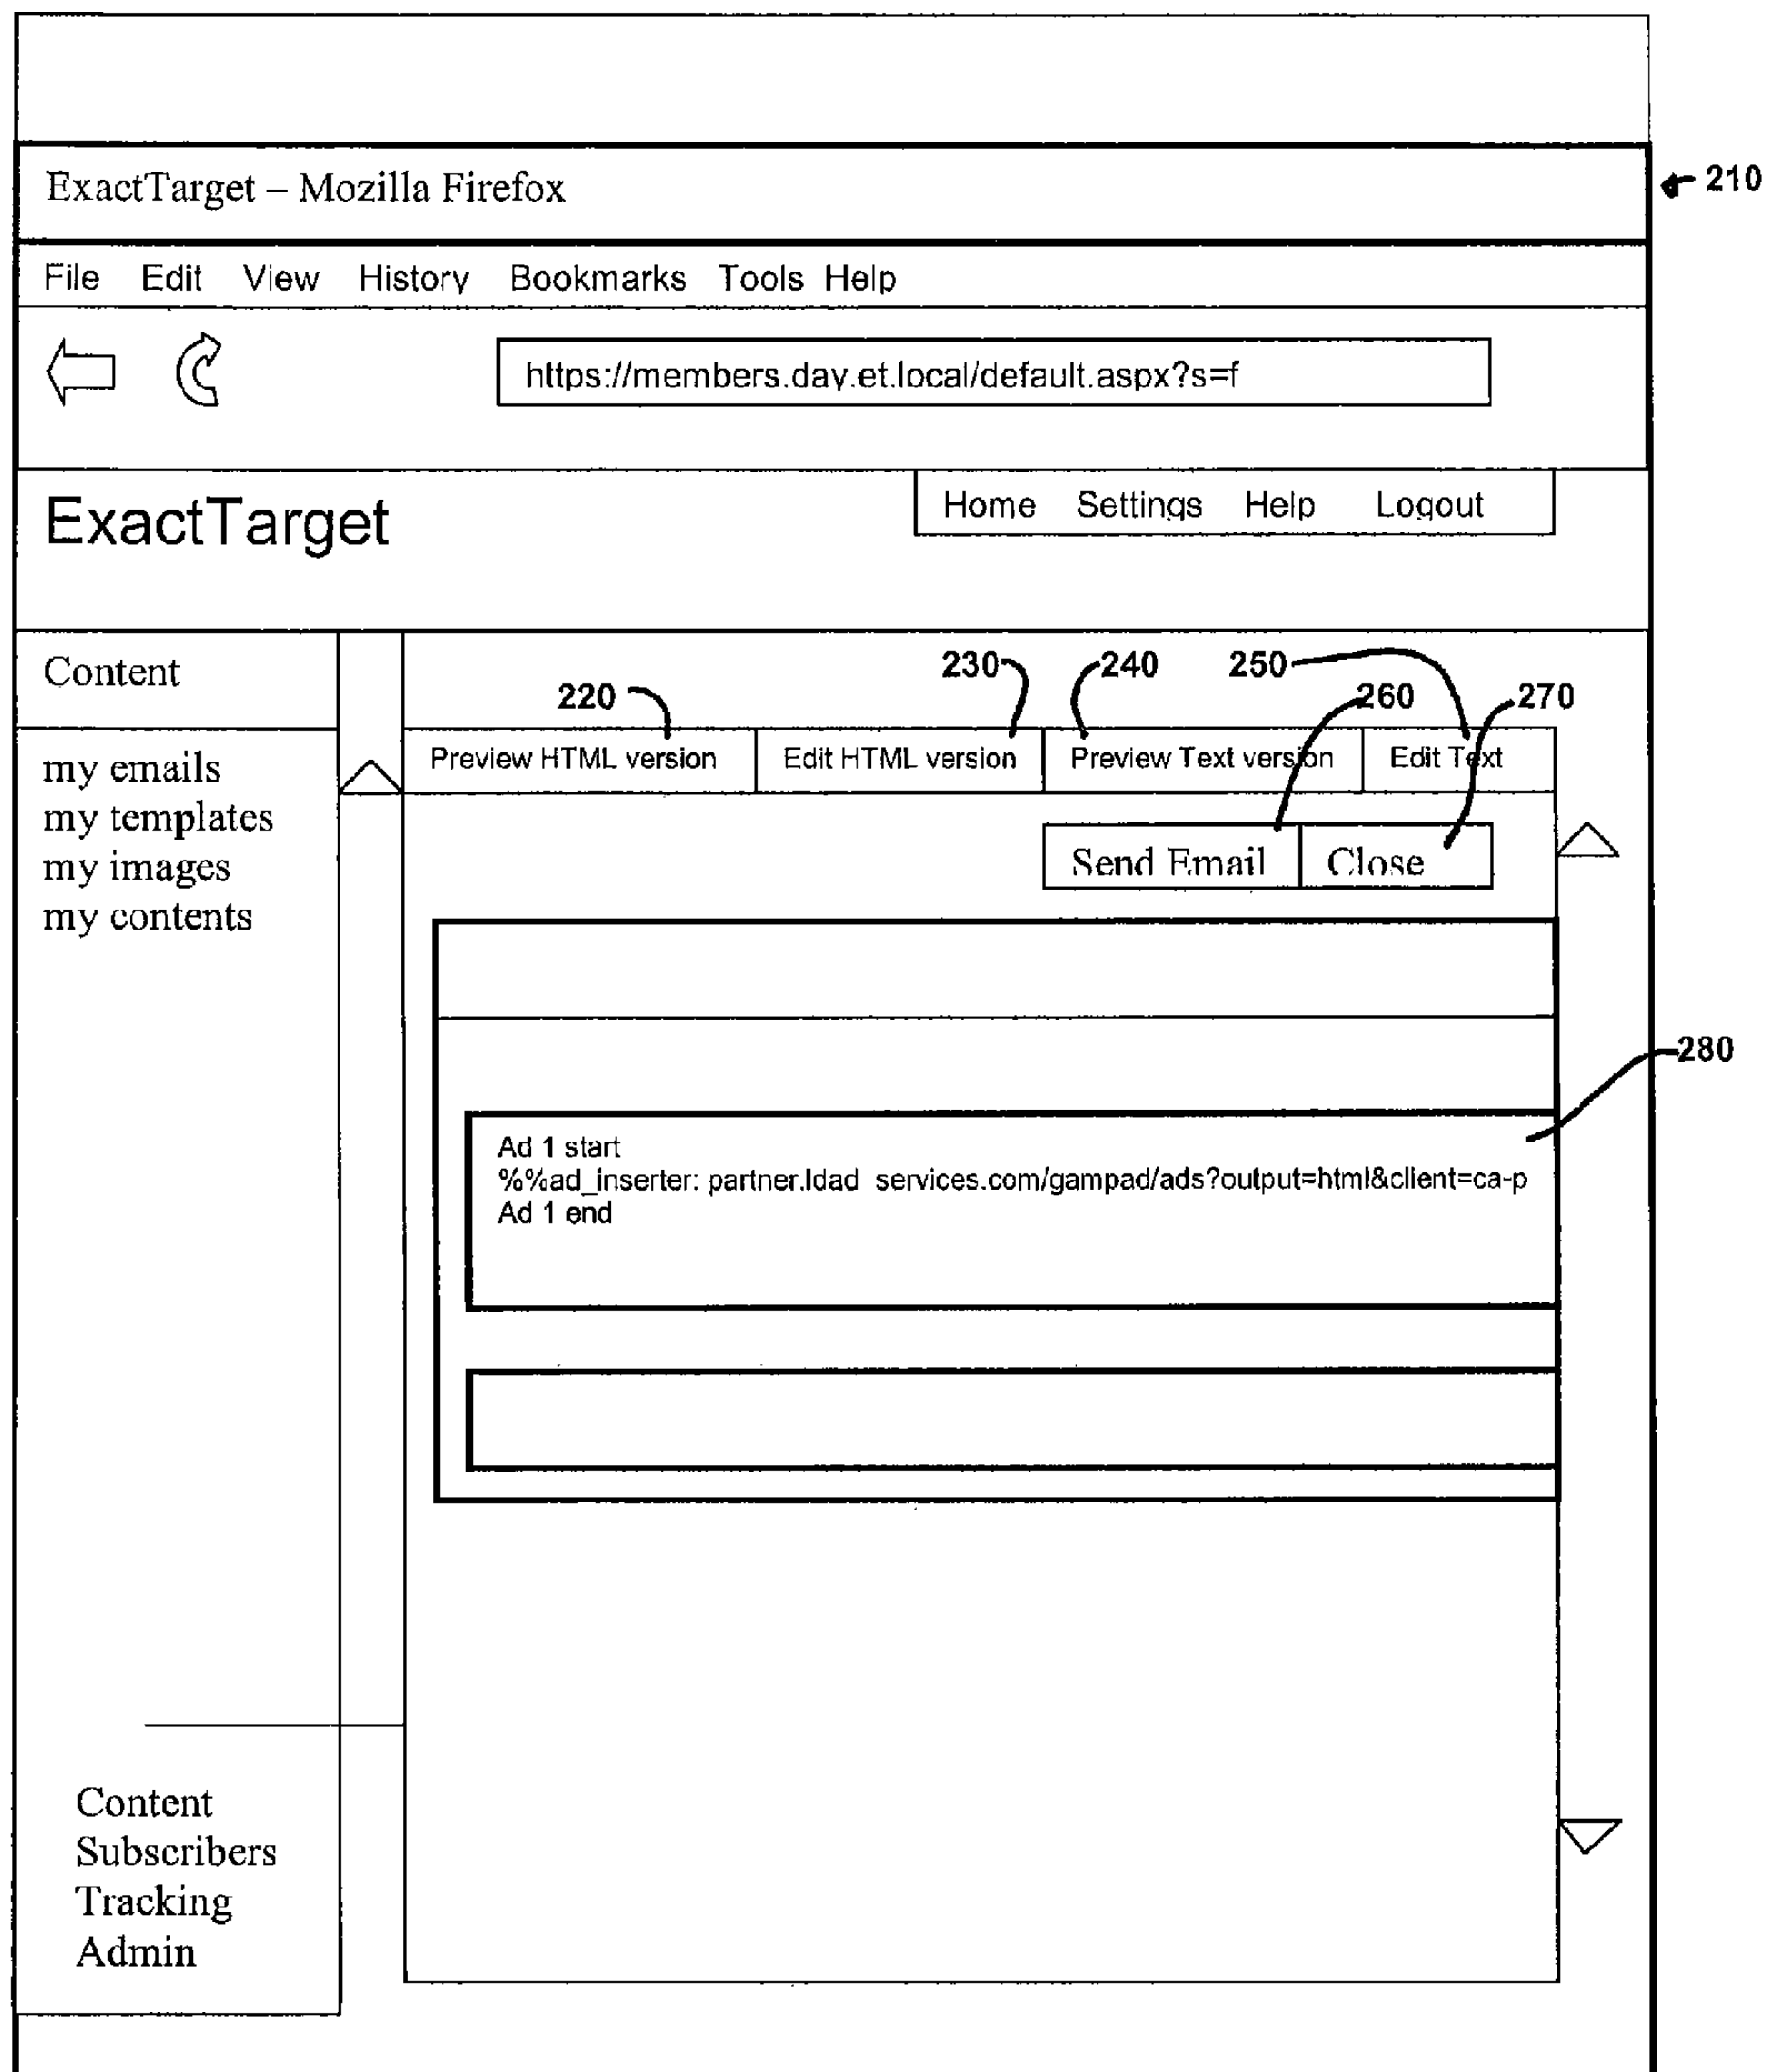 ExactTarget – Mozilla Firefox
210
File Edit View History Bookmarks Tools Help
https://members.day.et.local/default.aspx?s=f
ExactTarget
Home Settings Help Logout
Content
220
230
240
250
260
270
Preview HTML version
Edit HTML version
Preview Text version
Edit Text
my emails
my templates
my images
my contents
Send Email
Close
280
Ad 1 start
%%ad_inserter: partner.ldad services.com/gampad/ads?output=html&client=ca-p
Ad 1 end
Content
Subscribers
Tracking
Admin